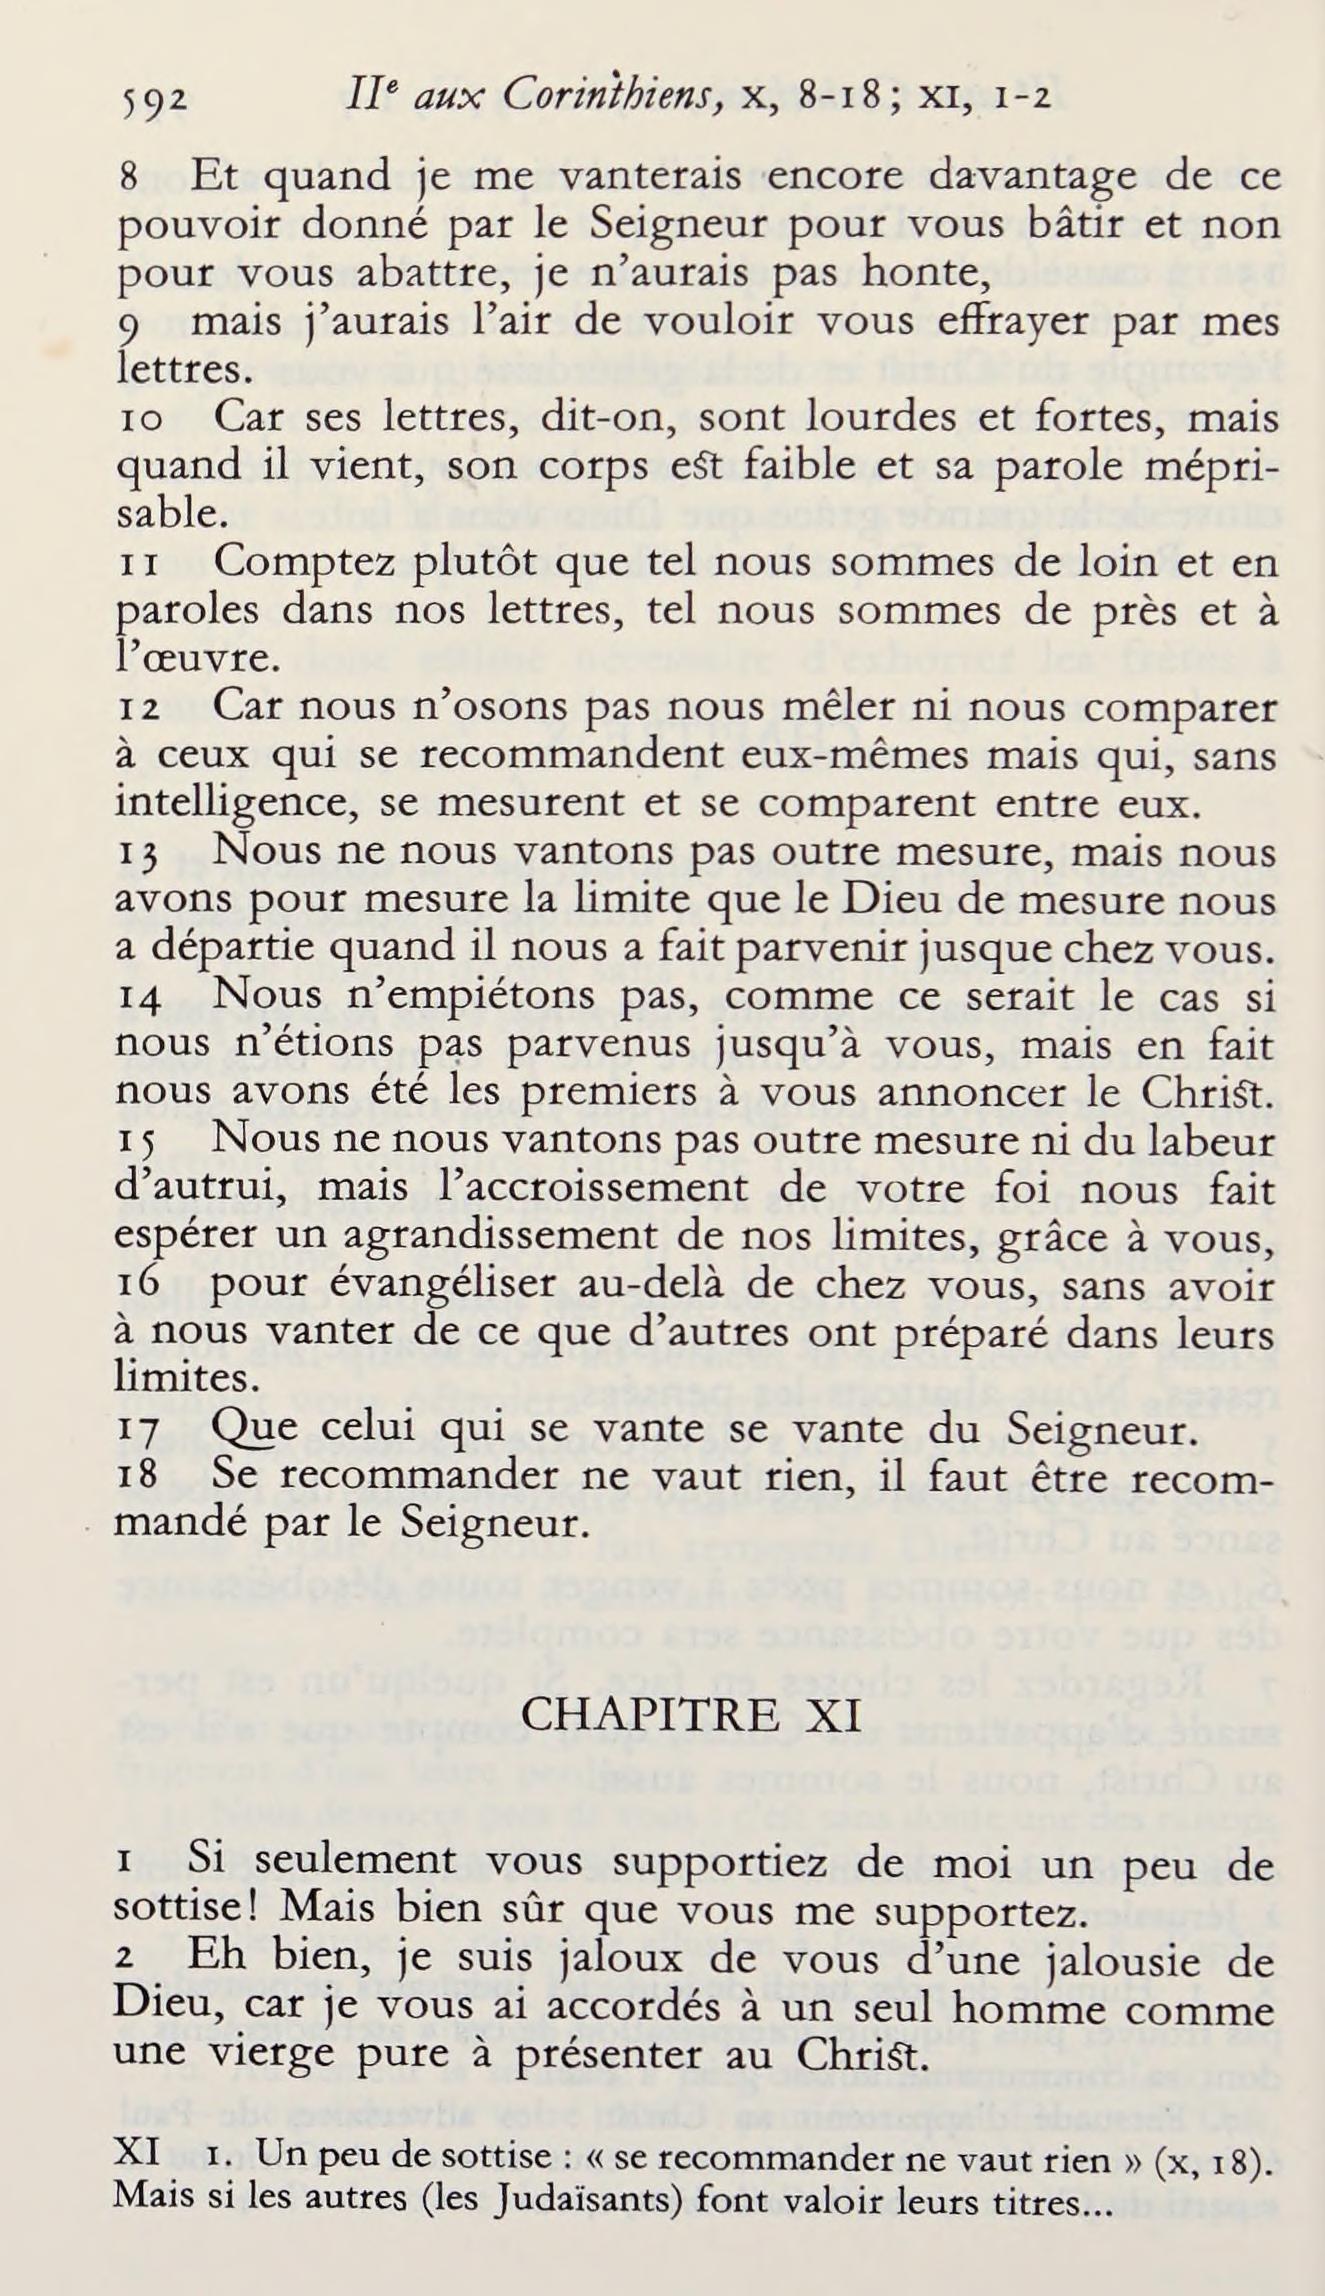 592 IIe aux Corinthiens, X, 8-18; XI, 1-2
8 Et quand je me vanterais encore davantage de ce
pouvoir donné par le Seigneur pour vous bâtir et non
pour vous abattre, je n'aurais pas honte,
9 mais j'aurais l'air de vouloir vous effrayer par mes
lettres.
10 Car ses lettres, dit-on, sont lourdes et fortes, mais
quand il vient, son corps est faible et sa parole mépri-
sable.
11 Comptez plutôt que tel nous sommes de loin et en
paroles dans nos lettres, tel nous sommes de près et à
l'œuvre.
12 Car nous n'osons pas nous mêler ni nous comparer
à ceux qui se recommandent eux-mêmes mais qui, sans
intelligence, se mesurent et se comparent entre eux.
13 Nous ne nous vantons pas outre mesure, mais nous
avons pour mesure la limite que le Dieu de mesure nous
a départie quand il nous a fait parvenir jusque chez vous.
14 Nous n'empiétons pas, comme ce serait le cas si
nous n'étions pas parvenus jusqu'à vous, mais en fait
nous avons été les premiers à vous annoncer le Christ.
15 Nous ne nous vantons pas outre mesure ni du labeur
d'autrui, mais l'accroissement de votre foi nous fait
espérer un agrandissement de nos limites, grâce à vous,
16 pour évangéliser au-delà de chez vous, sans avoir
à nous vanter de ce que d'autres ont préparé dans leurs
limites.
17 Que celui qui se vante se vante du Seigneur.
18 Se recommander ne vaut rien, il faut être recom-
mandé par le Seigneur.
CHAPITRE XI
1 Si seulement vous supportiez de moi un peu de
sottise! Mais bien sûr que vous me supportez.
2 Eh bien, je suis jaloux de vous d'une jalousie de
Dieu, car je vous ai accordés à un seul homme comme
une vierge pure à présenter au Christ.
XI 1. Un peu de sottise : « se recommander ne vaut rien » (X, 18).
Mais si les autres (les Judaïsants) font valoir leurs titres...